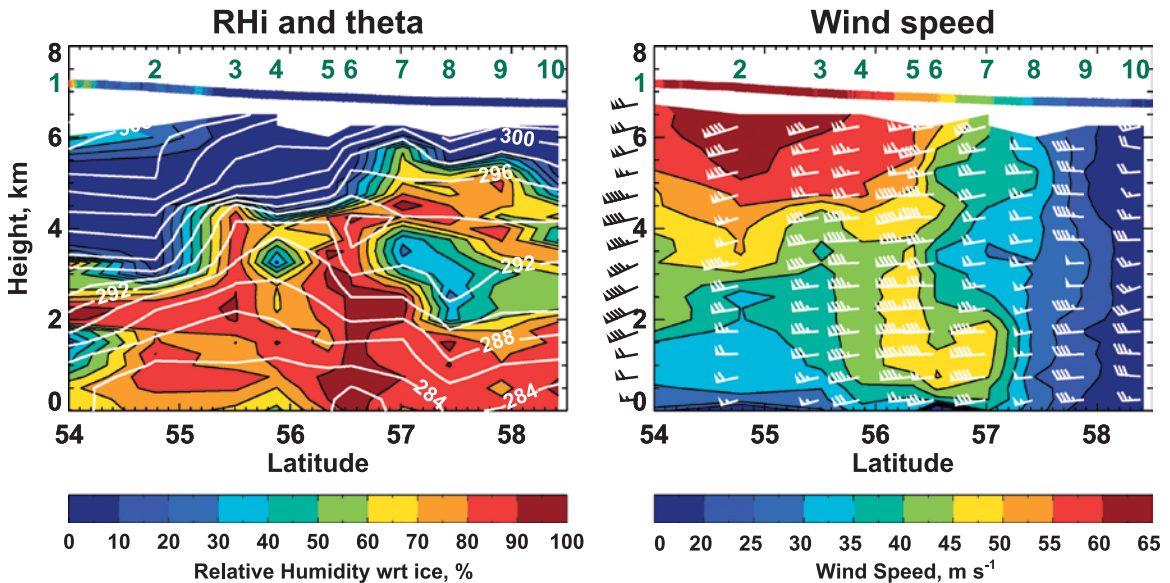 RHi and theta
8
6
4
2
0
1 2 3 4 5 6 7 8 9 10
300
300
296
292
292
288
284
284
Height, km
54 55 56 57 58
Latitude
0 10 20 30 40 50 60 70 80 90 100
Relative Humidity wrt ice, %
Wind speed
8
6
4
2
0
1 2 3 4 5 6 7 8 9 10
54 55 56 57 58
Latitude
0 20 25 30 35 40 45 50 55 60 65
Wind Speed, m s⁻¹